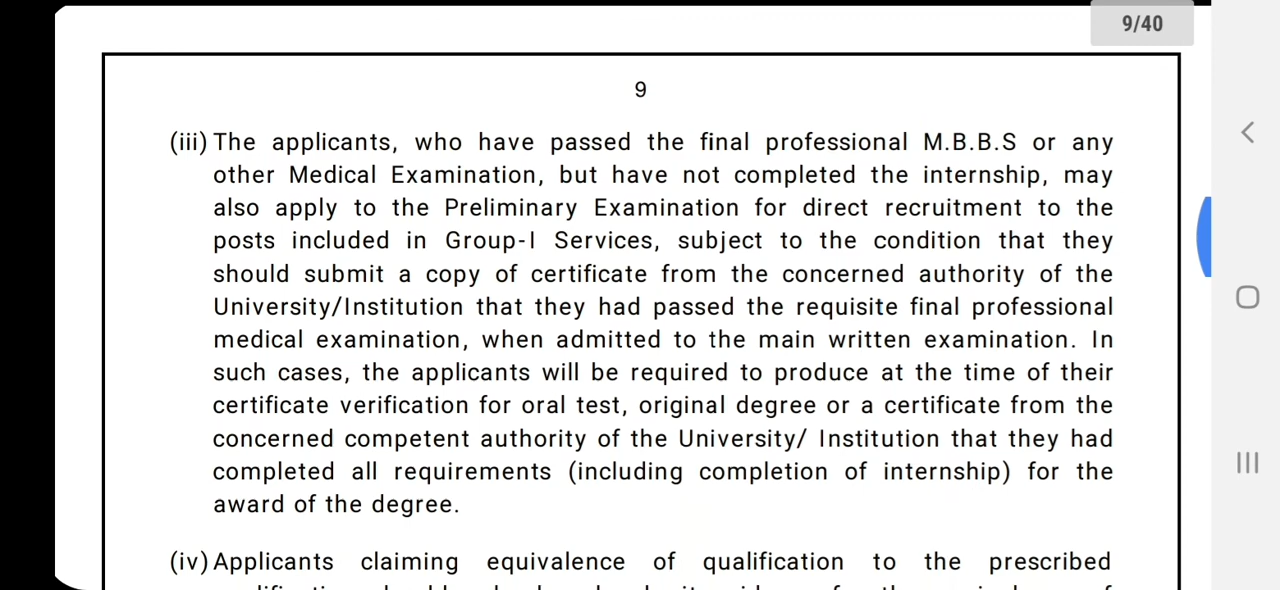 9/40
9
(iii) The applicants, who have passed the final professional M.B.B.S or any
other Medical Examination, but have not completed the internship, may
also apply to the Preliminary Examination for direct recruitment to the
posts included in Group-I Services, subject to the condition that they
should submit a copy of certificate from the concerned authority of the
University/Institution that they had passed the requisite final professional
medical examination, when admitted to the main written examination. In
such cases, the applicants will be required to produce at the time of their
certificate verification for oral test, original degree or a certificate from the
concerned competent authority of the University/ Institution that they had
completed all requirements (including completion of internship) for the
award of the degree.
(iv) Applicants claiming equivalence of qualification to the prescribed